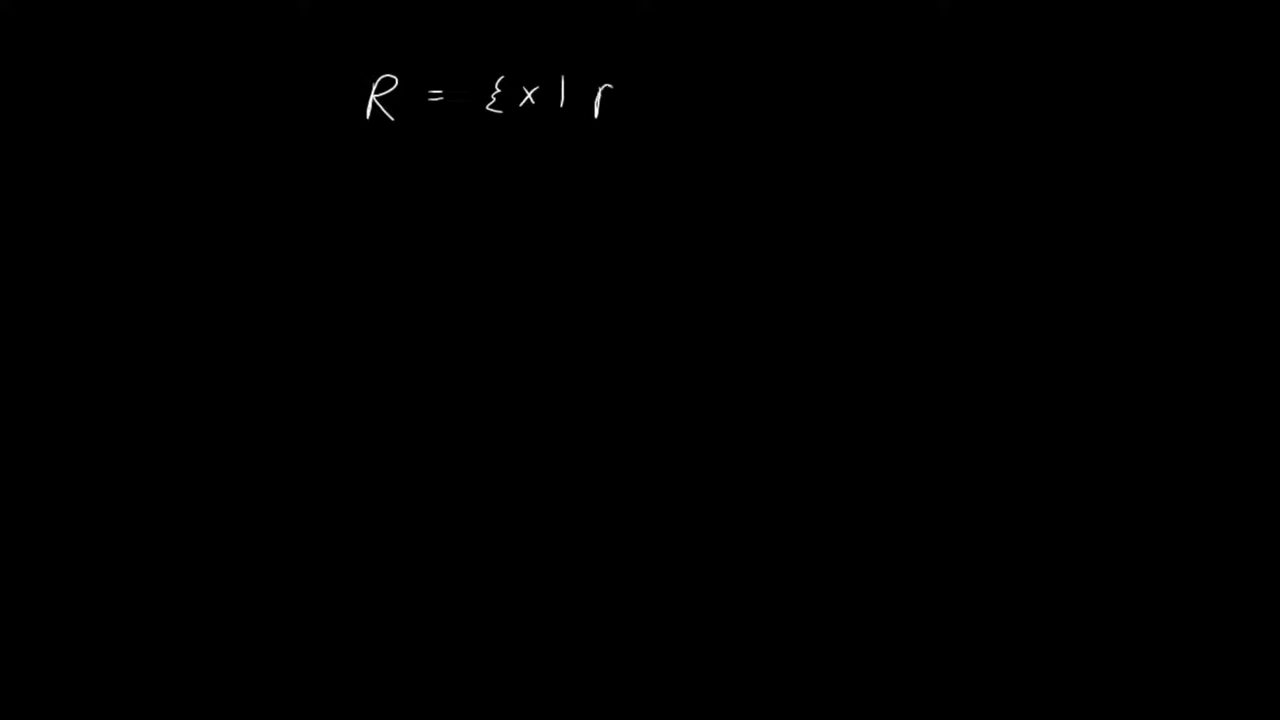 R = { x | r